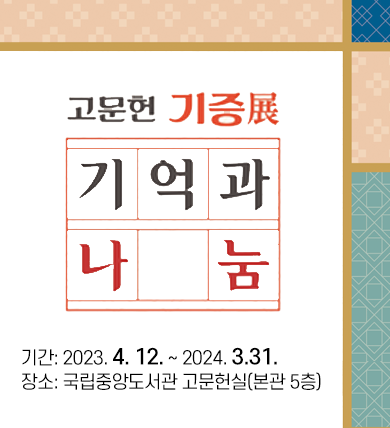 고문헌 기증展
기억과
나 눔
기간: 2023. 4. 12. ~ 2024. 3.31.
장소: 국립중앙도서관 고문헌실(본관 5층)